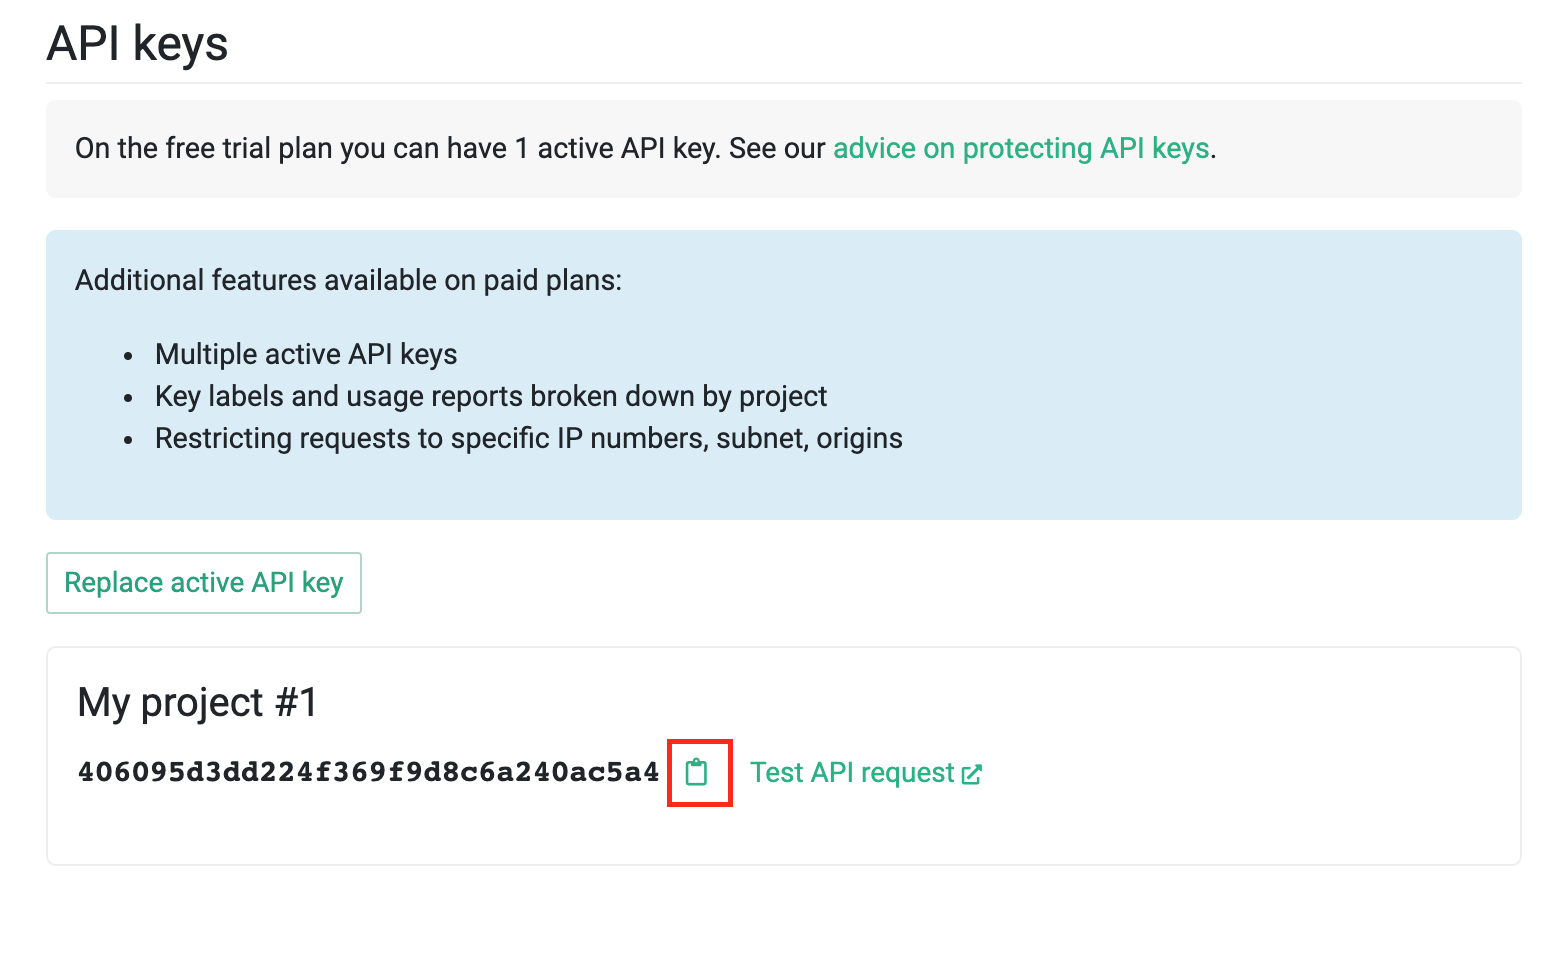 API keys
On the free trial plan you can have 1 active API key. See our advice on protecting API keys.
Additional features available on paid plans:
• Multiple active API keys
• Key labels and usage reports broken down by project
• Restricting requests to specific IP numbers, subnet, origins
Replace active API key
My project #1
406095d3dd224f369f9d8c6a240ac5a4 Test API request